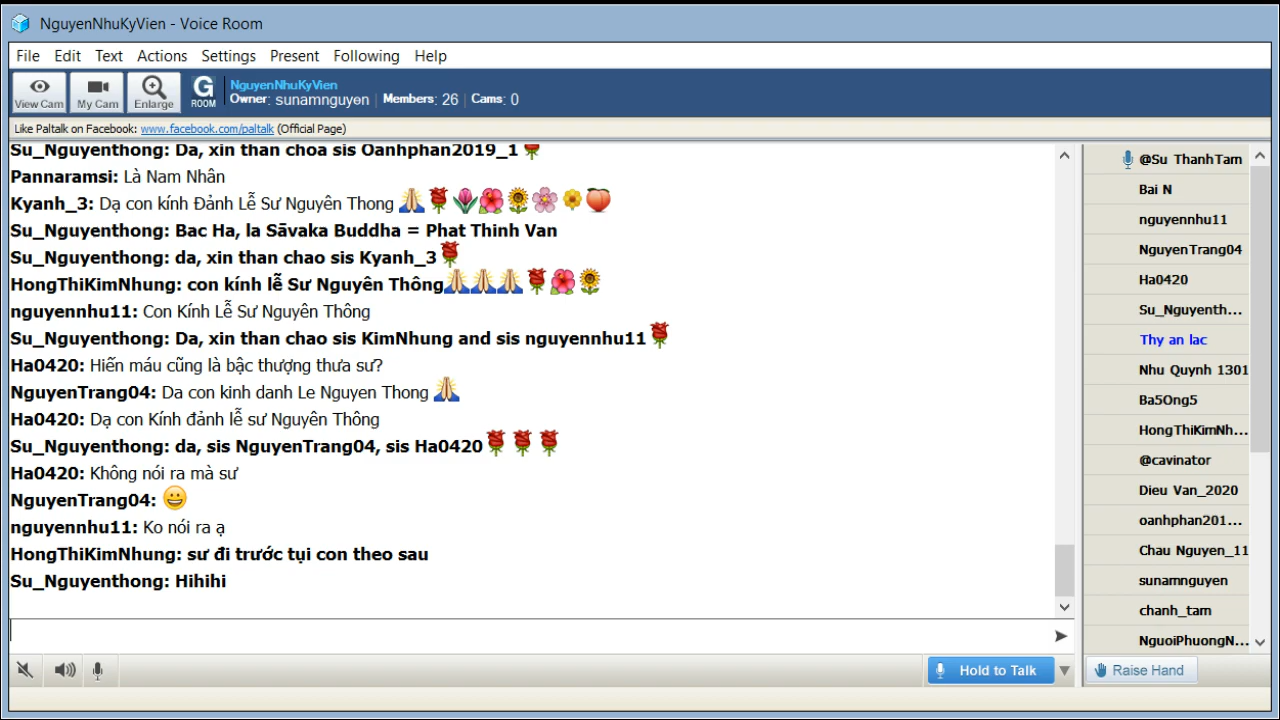 NguyenNhuKyVien - Voice Room
File Edit Text Actions Settings Present Following Help
View Cam My Cam Enlarge G ROOM
NguyenNhuKyVien
Owner: sunamnguyen | Members: 26 | Cams: 0
Like Paltalk on Facebook: www.facebook.com/paltalk (Official Page)
Su_Nguyenthong: Da, xin than choa sis Oanhphan2019_1🌹
Pannaramsi: Là Nam Nhân
Kyanh_3: Dạ con kính Đảnh Lễ Sư Nguyên Thong 🙏🌹🌷🌺🌻🌸🌼🍑
Su_Nguyenthong: Bac Ha, la Sāvaka Buddha = Phat Thinh Van
Su_Nguyenthong: da, xin than chao sis Kyanh_3🌹
HongThiKimNhung: con kính lễ Sư Nguyên Thông🙏🙏🙏🌹🌺🌻
nguyennhu11: Con Kính Lễ Sư Nguyên Thông
Su_Nguyenthong: Da, xin than chao sis KimNhung and sis nguyennhu11🌹
Ha0420: Hiến máu cũng là bậc thượng thưa sư?
NguyenTrang04: Da con kinh danh Le Nguyen Thong 🙏
Ha0420: Dạ con Kính đảnh lễ sư Nguyên Thông
Su_Nguyenthong: da, sis NguyenTrang04, sis Ha0420🌹🌹🌹
Ha0420: Không nói ra mà sư
NguyenTrang04: 😀
nguyennhu11: Ko nói ra ạ
HongThiKimNhung: sư đi trước tụi con theo sau
Su_Nguyenthong: Hihihi
Hold to Talk
@Su ThanhTam
Bai N
nguyennhu11
NguyenTrang04
Ha0420
Su_Nguyenth...
Thy an lac
Nhu Quynh 1301
Ba5Ong5
HongThiKimNh...
@cavinator
Dieu Van_2020
oanhphan201...
Chau Nguyen_11
sunamnguyen
chanh_tam
NguoiPhuongN...
Raise Hand